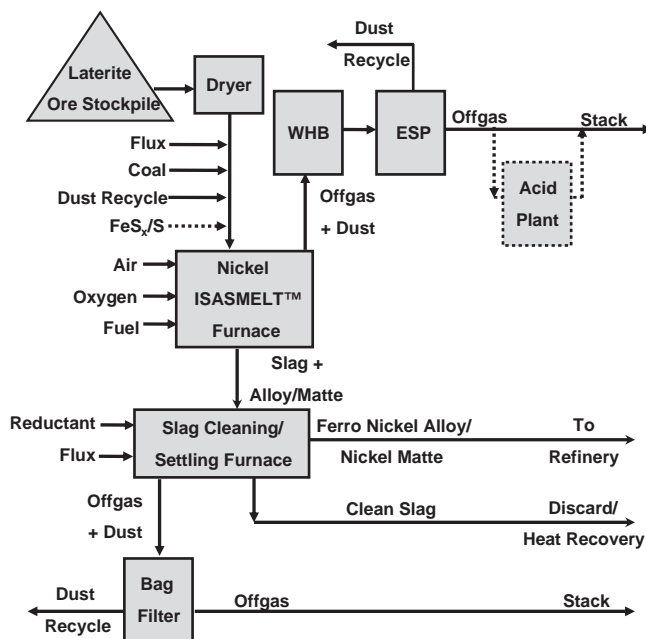 Laterite
Ore Stockpile
Dryer
Dust
Recycle
WHB
ESP
Offgas
Stack
Acid
Plant
Flux
Coal
Dust Recycle
FeSₓ/S
Offgas
+ Dust
Air
Oxygen
Fuel
Nickel
ISASMELT™
Furnace
Slag +
Alloy/Matte
Reductant
Flux
Slag Cleaning/
Settling Furnace
Ferro Nickel Alloy/
Nickel Matte
To
Refinery
Offgas
+ Dust
Clean Slag
Discard/
Heat Recovery
Bag
Filter
Dust
Recycle
Offgas
Stack